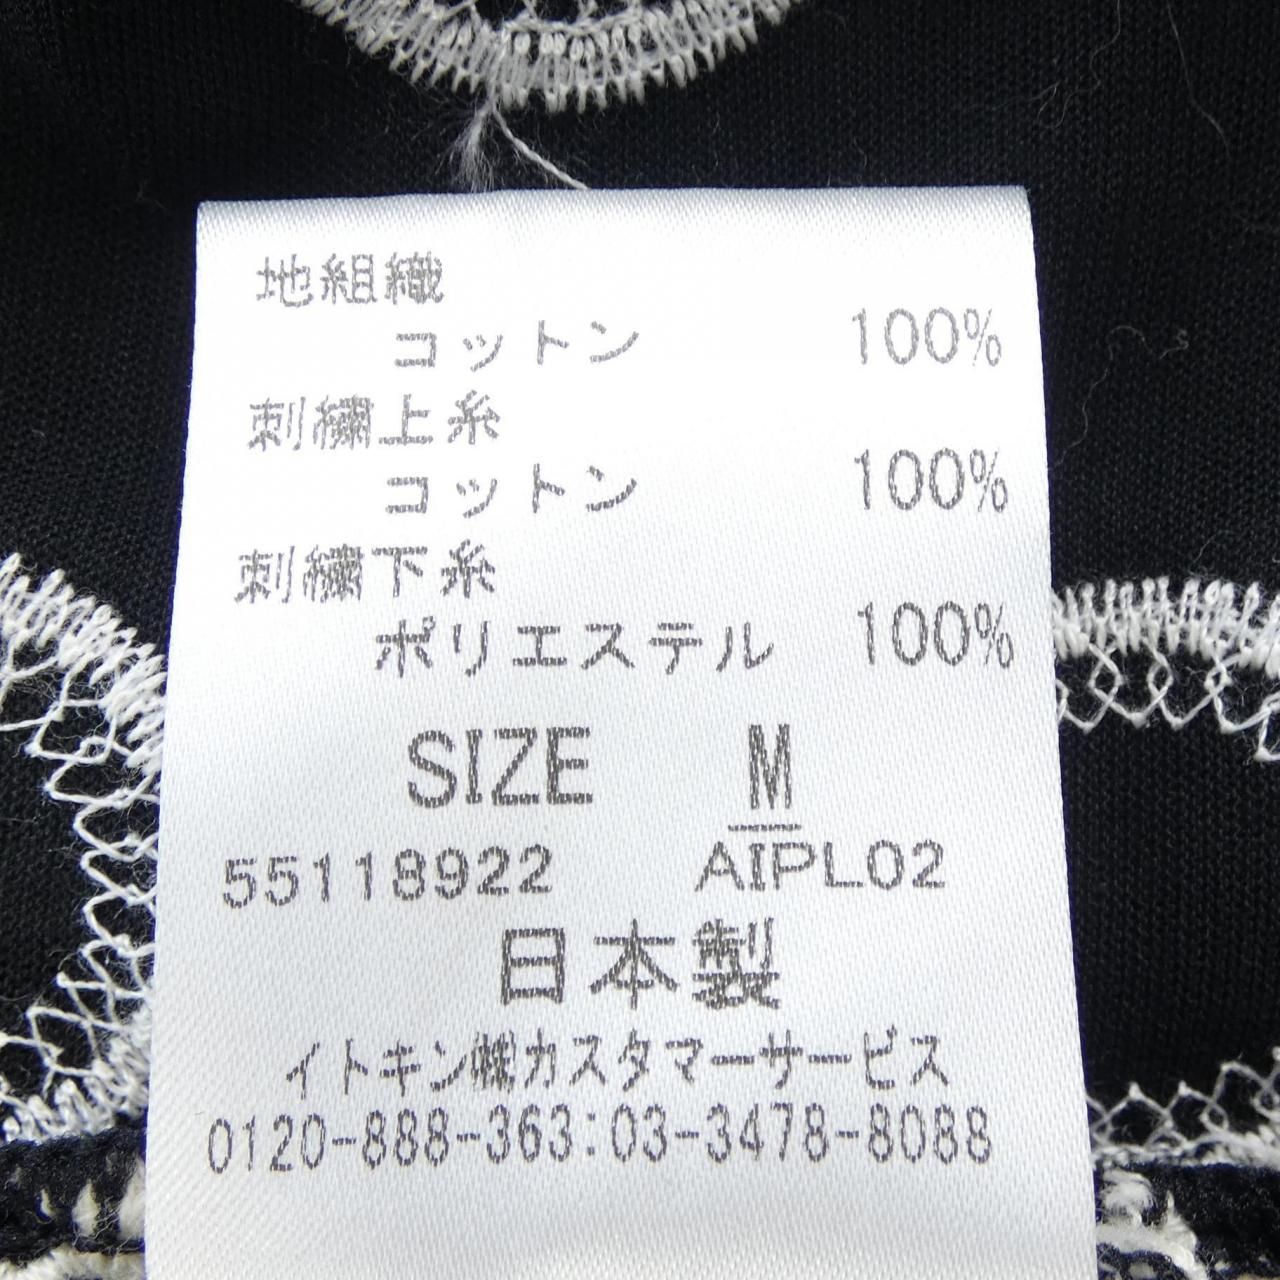 地組織
コットン 100%
刺繍上糸
コットン 100%
刺繍下糸
ポリエステル 100%
SIZE M
55118922 AIPL02
日本製
イトキン㈱カスタマーサービス
0120-888-363:03-3478-8088